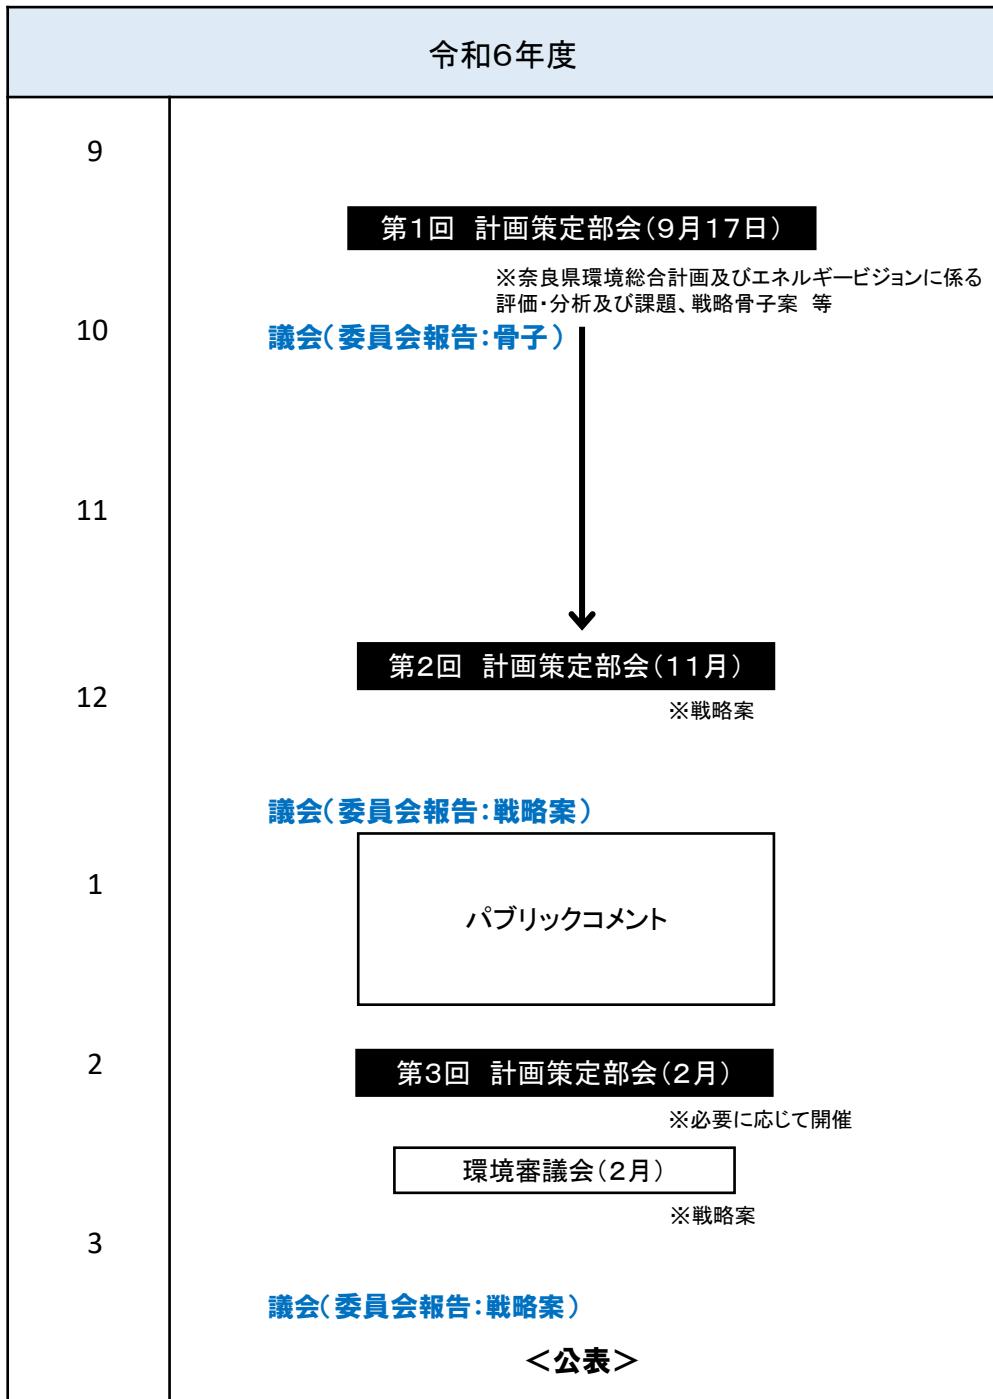 令和6年度
9
第1回 計画策定部会(9月17日)
※奈良県環境総合計画及びエネルギービジョンに係る
評価・分析及び課題、戦略骨子案 等
10
議会(委員会報告:骨子)
11
第2回 計画策定部会(11月)
12
※戦略案
議会(委員会報告:戦略案)
1
パブリックコメント
2
第3回 計画策定部会(2月)
※必要に応じて開催
環境審議会(2月)
※戦略案
3
議会(委員会報告:戦略案)
<公表>